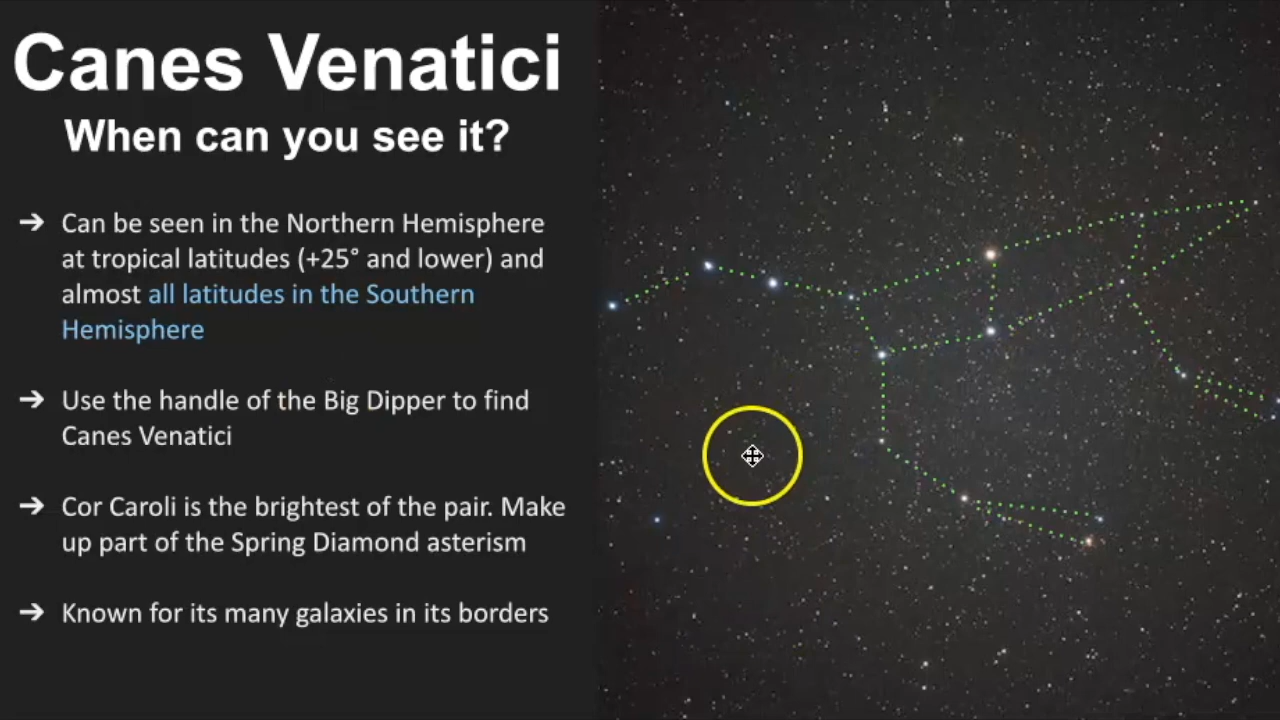 Canes Venatici
When can you see it?
➔ Can be seen in the Northern Hemisphere
at tropical latitudes (+25° and lower) and
almost all latitudes in the Southern
Hemisphere
➔ Use the handle of the Big Dipper to find
Canes Venatici
➔ Cor Caroli is the brightest of the pair. Make
up part of the Spring Diamond asterism
➔ Known for its many galaxies in its borders